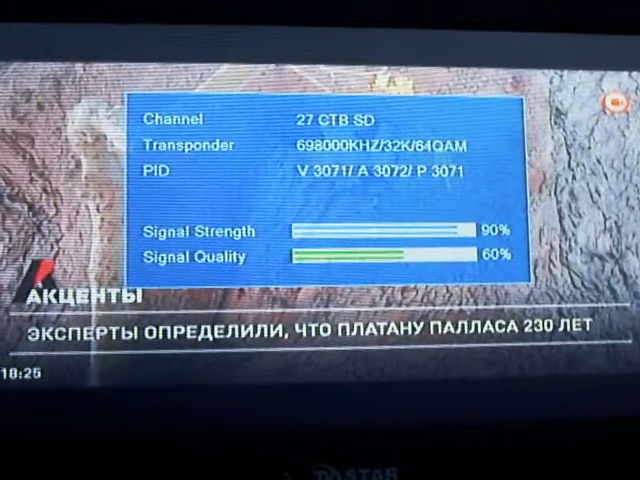 Channel 27 СТВ SD
Transponder 698000KHZ/32K/64QAM
PID V 3071/ A 3072/ P 3071
Signal Strength 90%
Signal Quality 60%
АКЦЕНТЫ
ЭКСПЕРТЫ ОПРЕДЕЛИЛИ, ЧТО ПЛАТАНУ ПАЛЛАСА 230 ЛЕТ
18:25